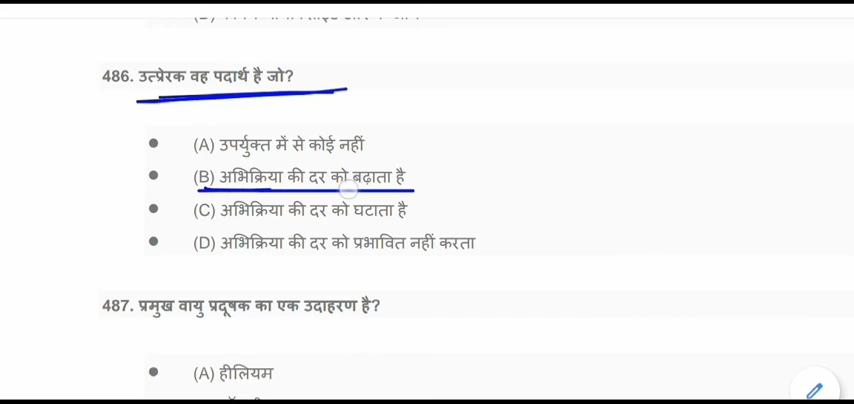 486. उत्प्रेरक वह पदार्थ है जो?
(A) उपर्युक्त में से कोई नहीं
(B) अभिक्रिया की दर को बढ़ाता है
(C) अभिक्रिया की दर को घटाता है
(D) अभिक्रिया की दर को प्रभावित नहीं करता
487. प्रमुख वायु प्रदूषक का एक उदाहरण है?
(A) हीलियम